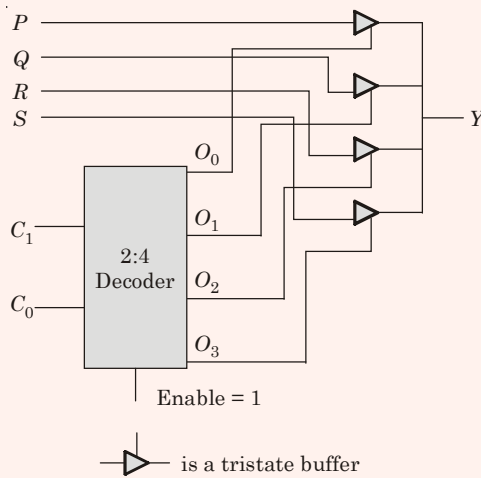 P
Q
R
S
Y
O₀
O₁
O₂
O₃
C₁
C₀
2:4
Decoder
Enable = 1
is a tristate buffer